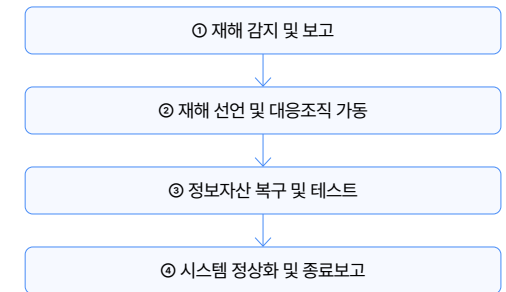 ① 재해 감지 및 보고
② 재해 선언 및 대응조직 가동
③ 정보자산 복구 및 테스트
④ 시스템 정상화 및 종료보고